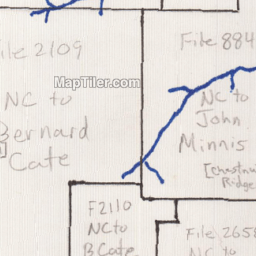 File 2109
NC to
Bernard
Cate
MapTiler.com
File 884
NC to
John
Minnis
[Chestnut
Ridge
F2110
NC to
B Cate
File 265
NC to